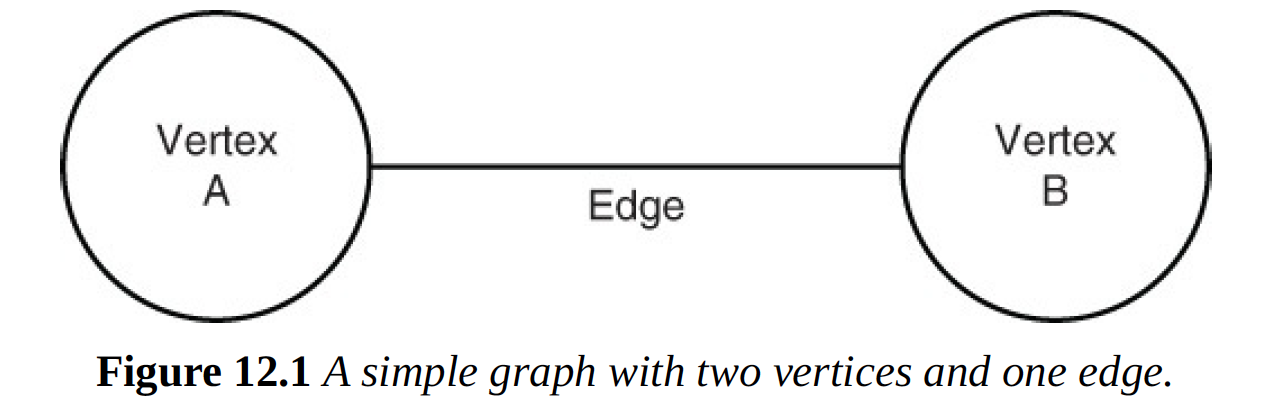 Vertex
A
Edge
Vertex
B
Figure 12.1 A simple graph with two vertices and one edge.